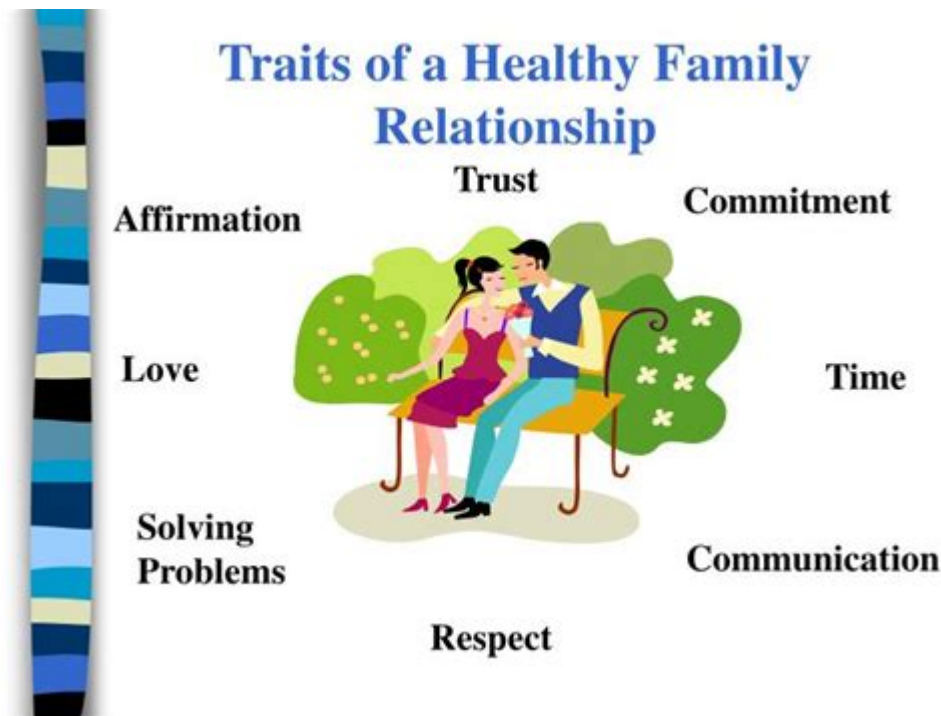 Traits of a Healthy Family
Relationship
Trust
Commitment
Affirmation
Love
Time
Solving
Problems
Communication
Respect